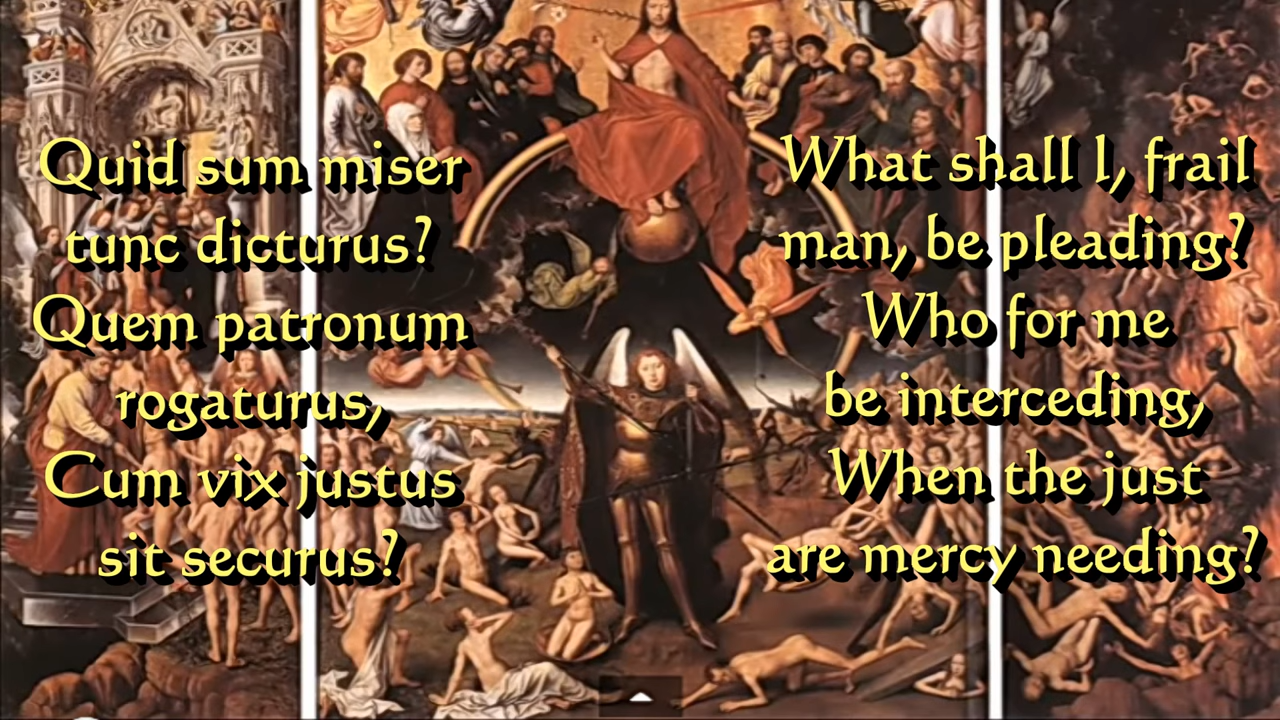 Quid sum miser
tunc dicturus?
Quem patronum
rogaturus,
Cum vix justus
sit securus?
What shall I, frail
man, be pleading?
Who for me
be interceding,
When the just
are mercy needing?